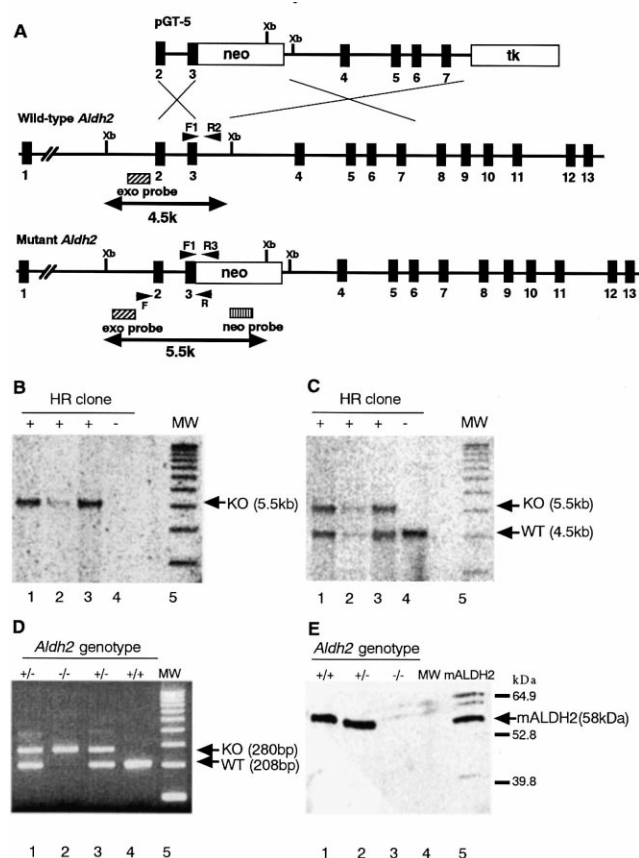 A
pGT-5
Xb Xb
neo
tk
2 3 4 5 6 7
Wild-type Aldh2
Xb F1 R2 Xb
1 2 3 4 5 6 7 8 9 10 11 12 13
exo probe
4.5k
Mutant Aldh2
Xb F1 R3 Xb Xb
neo
1 2 3 4 5 6 7 8 9 10 11 12 13
F R
exo probe neo probe
5.5k
B
HR clone
+ + + - MW
KO (5.5kb)
1 2 3 4 5
C
HR clone
+ + + - MW
KO (5.5kb)
WT (4.5kb)
1 2 3 4 5
D
Aldh2 genotype
+/- -/- +/- +/+ MW
KO (280bp)
WT (208bp)
1 2 3 4 5
E
Aldh2 genotype
+/+ +/- -/- MW mALDH2 kDa
64.9
mALDH2(58kDa)
52.8
39.8
1 2 3 4 5